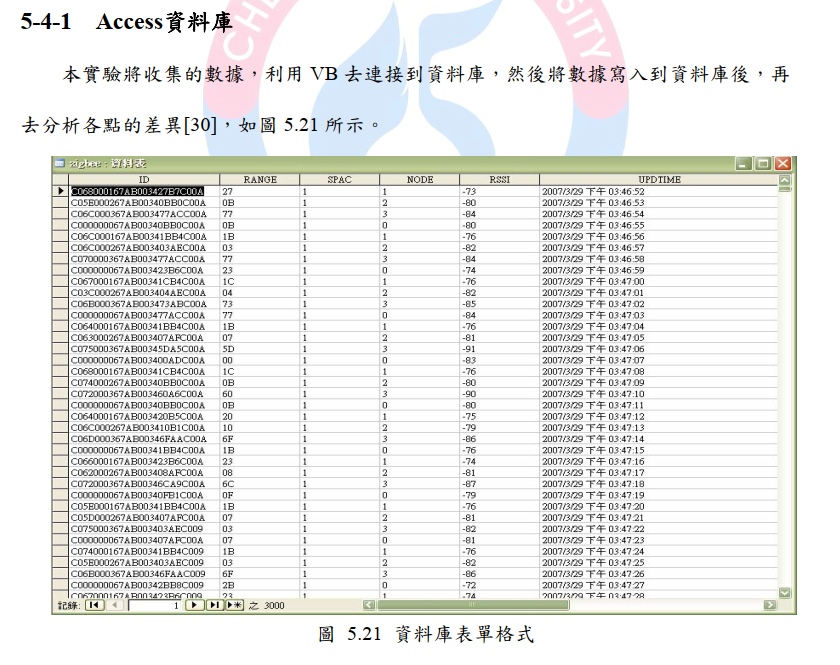 5-4-1 Access資料庫
本實驗將收集的數據，利用 VB 去連接到資料庫，然後將數據寫入到資料庫後，再
去分析各點的差異[30]，如圖 5.21 所示。
zigbee : 資料表
ID RANGE SPAC NODE RSSI UPDTIME
C068000167AB003427B7C00A 27 1 1 -73 2007/3/29 下午 03:46:52
C05E000267AB00340BB0C00A 0B 1 2 -80 2007/3/29 下午 03:46:53
C06C000367AB003477ACC00A 77 1 3 -84 2007/3/29 下午 03:46:54
C000000067AB00340BB0C00A 0B 1 0 -80 2007/3/29 下午 03:46:55
C06C000167AB00341BB4C00A 1B 1 1 -76 2007/3/29 下午 03:46:56
C06C000267AB003403AEC00A 03 1 2 -82 2007/3/29 下午 03:46:57
C070000367AB003477ACC00A 77 1 3 -84 2007/3/29 下午 03:46:58
C000000067AB003423B6C00A 23 1 0 -74 2007/3/29 下午 03:46:59
C067000167AB00341CB4C00A 1C 1 1 -76 2007/3/29 下午 03:47:00
C03C000267AB003404AEC00A 04 1 2 -82 2007/3/29 下午 03:47:01
C06B000367AB003473ABC00A 73 1 3 -85 2007/3/29 下午 03:47:02
C000000067AB003477ACC00A 77 1 0 -84 2007/3/29 下午 03:47:03
C064000167AB00341BB4C00A 1B 1 1 -76 2007/3/29 下午 03:47:04
C063000267AB003407AFC00A 07 1 2 -81 2007/3/29 下午 03:47:05
C075000367AB00345DA5C00A 5D 1 3 -91 2007/3/29 下午 03:47:06
C000000067AB003400ADC00A 00 1 0 -83 2007/3/29 下午 03:47:07
C068000167AB00341CB4C00A 1C 1 1 -76 2007/3/29 下午 03:47:08
C074000267AB00340BB0C00A 0B 1 2 -80 2007/3/29 下午 03:47:09
C072000367AB003460A6C00A 60 1 3 -90 2007/3/29 下午 03:47:10
C000000067AB00340BB0C00A 0B 1 0 -80 2007/3/29 下午 03:47:11
C064000167AB003420B5C00A 20 1 1 -75 2007/3/29 下午 03:47:12
C06C000267AB003410B1C00A 10 1 2 -79 2007/3/29 下午 03:47:13
C06D000367AB00346FAAC00A 6F 1 3 -86 2007/3/29 下午 03:47:14
C000000067AB00341BB4C00A 1B 1 0 -76 2007/3/29 下午 03:47:15
C066000167AB003423B6C00A 23 1 1 -74 2007/3/29 下午 03:47:16
C062000267AB003408AFC00A 08 1 2 -81 2007/3/29 下午 03:47:17
C072000367AB00346CA9C00A 6C 1 3 -87 2007/3/29 下午 03:47:18
C000000067AB00340FB1C00A 0F 1 0 -79 2007/3/29 下午 03:47:19
C05E000167AB00341BB4C00A 1B 1 1 -76 2007/3/29 下午 03:47:20
C05D000267AB003407AFC00A 07 1 2 -81 2007/3/29 下午 03:47:21
C075000367AB003403AEC009 03 1 3 -82 2007/3/29 下午 03:47:22
C000000067AB003407AFC00A 07 1 0 -81 2007/3/29 下午 03:47:23
C074000167AB00341BB4C009 1B 1 1 -76 2007/3/29 下午 03:47:24
C05E000267AB003403AEC009 03 1 2 -82 2007/3/29 下午 03:47:25
C06B000367AB00346FAAC009 6F 1 3 -86 2007/3/29 下午 03:47:26
C000000067AB00342BB8C009 2B 1 0 -72 2007/3/29 下午 03:47:27
C067000167AB003423B6C009 23 1 1 -74 2007/3/29 下午 03:47:28
記錄: 1 之 3000
圖 5.21 資料庫表單格式